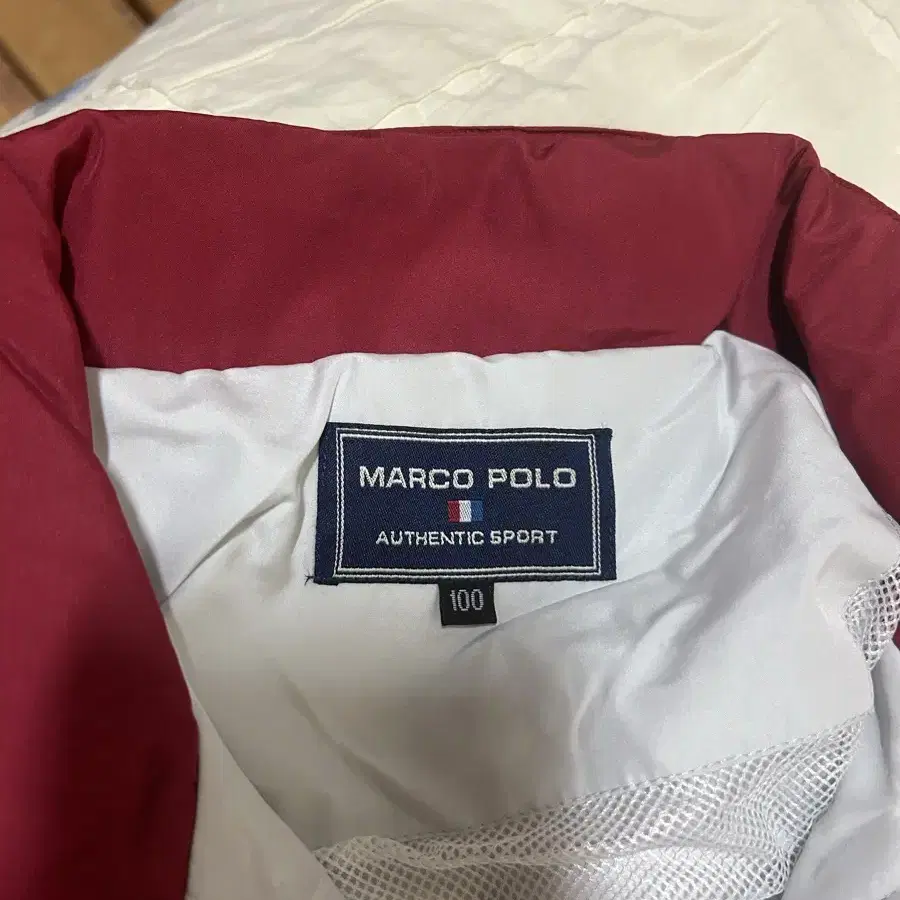 MARCO POLO
AUTHENTIC SPORT
100